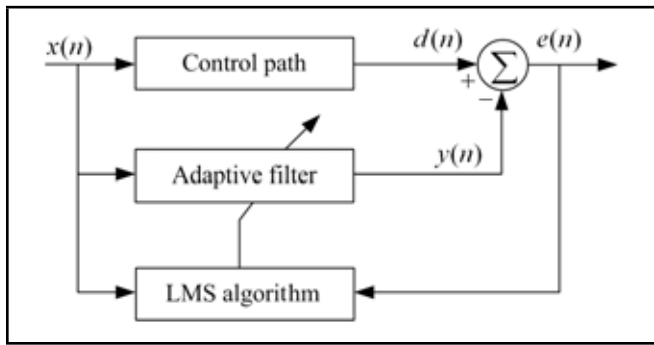 x(n)
d(n)
e(n)
Control path
Σ
+
−
Adaptive filter
y(n)
LMS algorithm